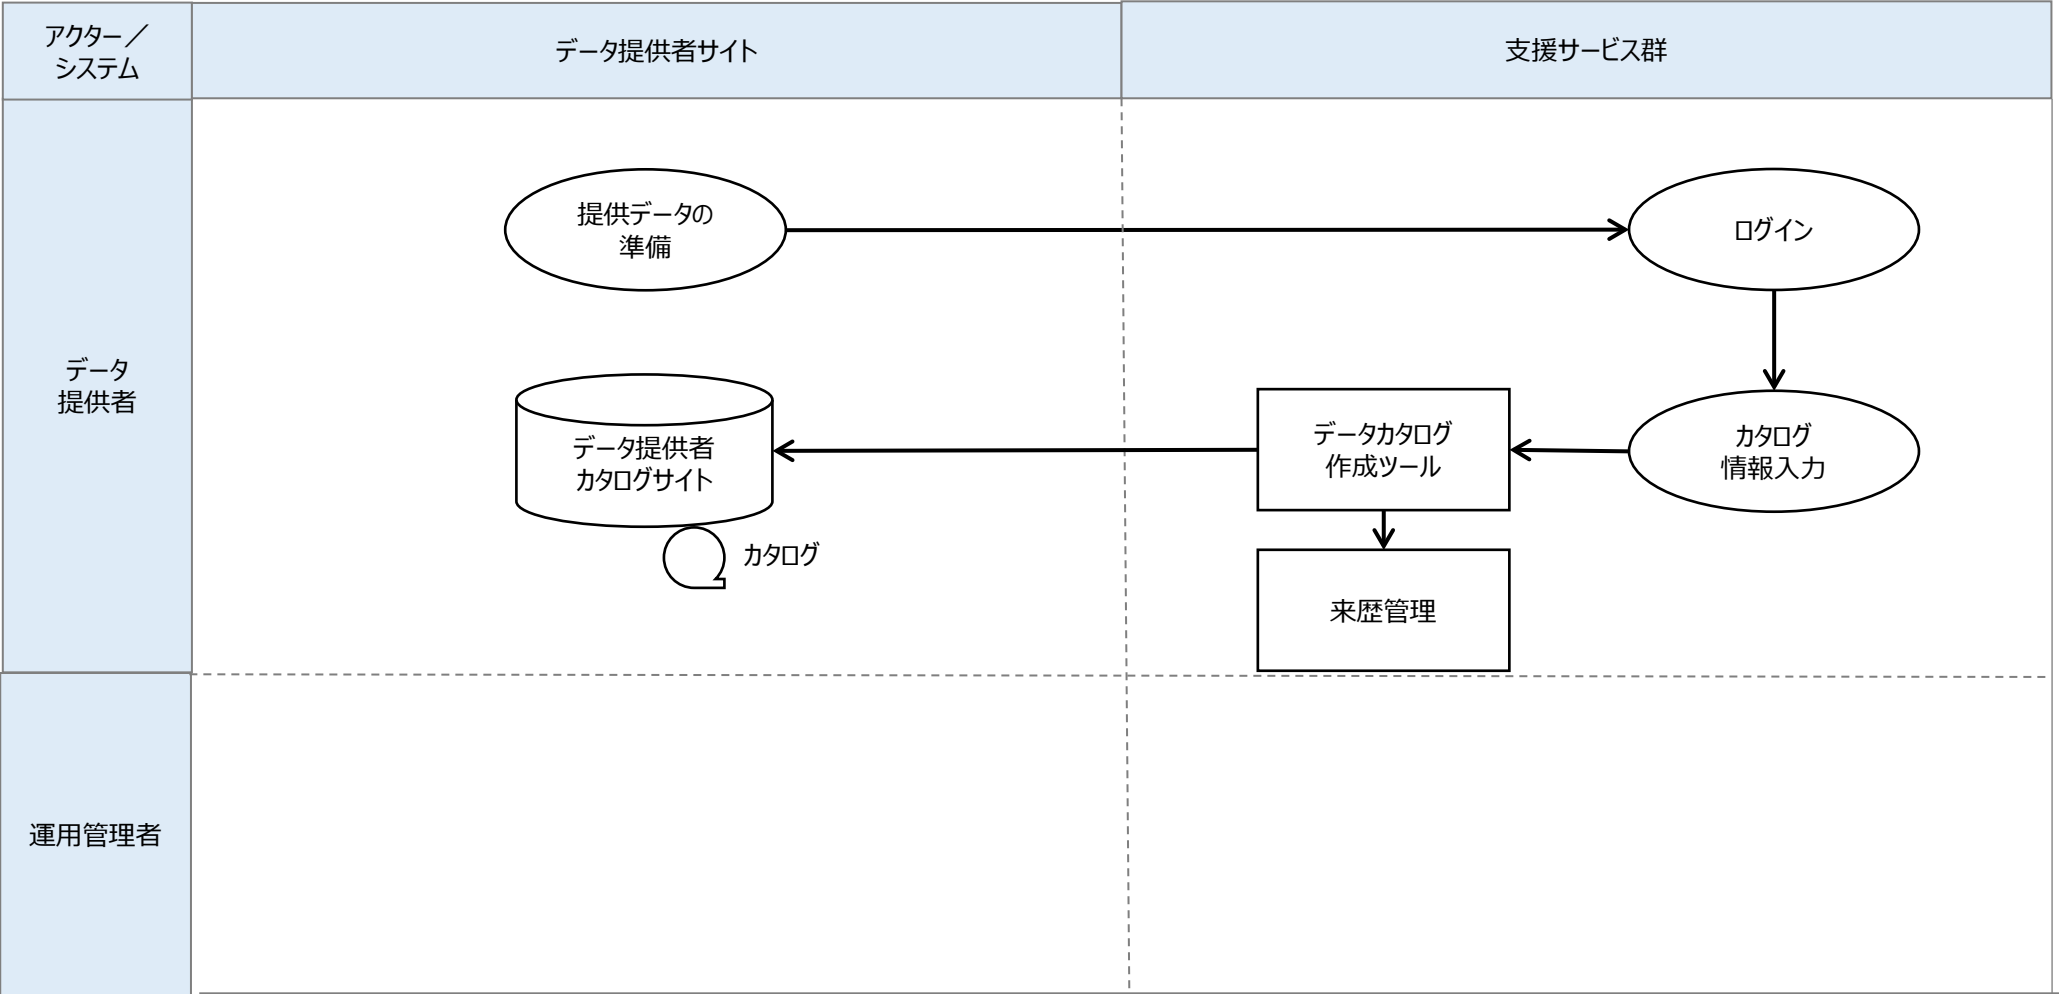 アクター／
システム
データ提供者サイト
支援サービス群
データ
提供者
提供データの
準備
ログイン
データ提供者
カタログサイト
データカタログ
作成ツール
カタログ
情報入力
カタログ
来歴管理
運用管理者